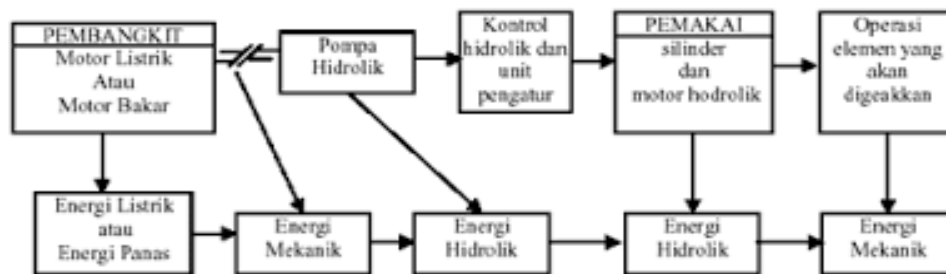 PEMBANGKIT
Motor Listrik
Atau
Motor Bakar
Pompa
Hidrolik
Kontrol
hidrolik dan
unit
pengatur
PEMAKAI
silinder
dan
motor hodrolik
Operasi
elemen yang
akan
digeakkan
Energi Listrik
atau
Energi Panas
Energi
Mekanik
Energi
Hidrolik
Energi
Hidrolik
Energi
Mekanik